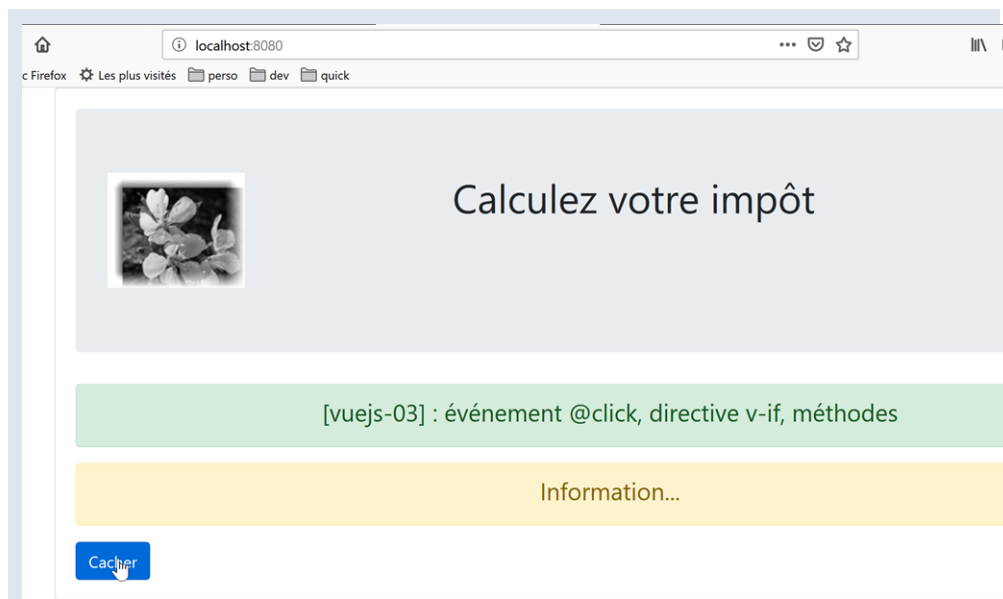 localhost:8080
c Firefox Les plus visités perso dev quick
Calculez votre impôt
[vuejs-03] : événement @click, directive v-if, méthodes
Information...
Cacher